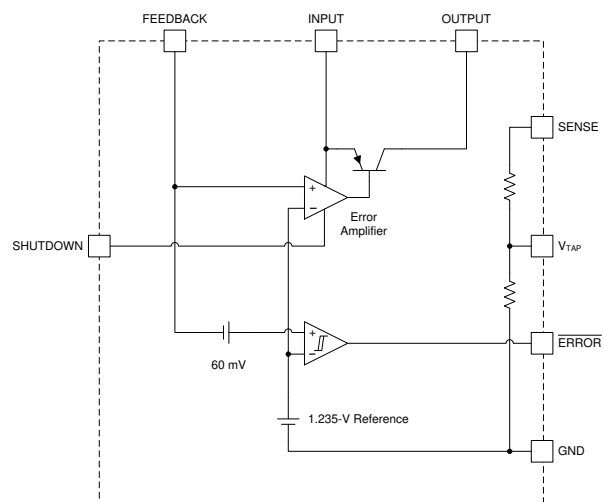 FEEDBACK INPUT OUTPUT
SENSE
+
−
Error
Amplifier
SHUTDOWN
VTAP
+
−
ERROR
60 mV
1.235-V Reference
GND